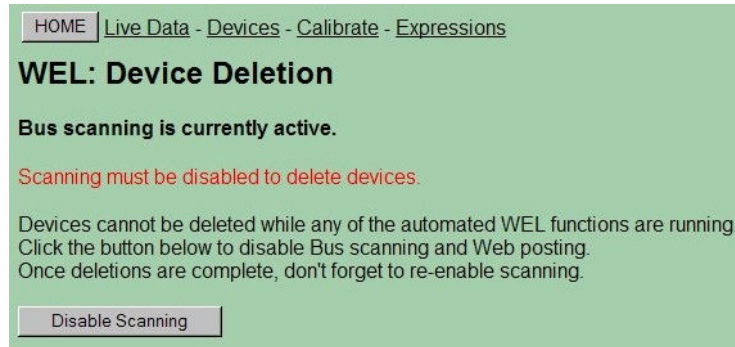 HOME Live Data - Devices - Calibrate - Expressions
WEL: Device Deletion
Bus scanning is currently active.
Scanning must be disabled to delete devices.
Devices cannot be deleted while any of the automated WEL functions are running
Click the button below to disable Bus scanning and Web posting.
Once deletions are complete, don't forget to re-enable scanning.
Disable Scanning